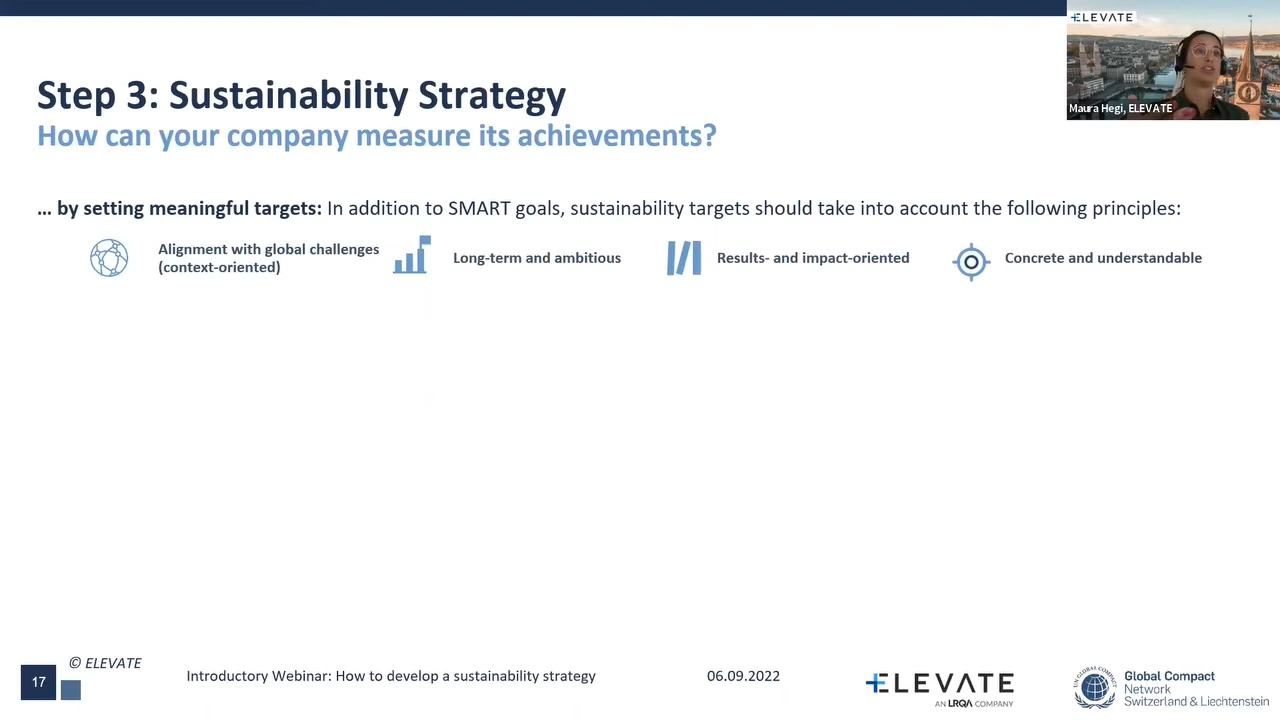 ELEVATE
Maura Hegi, ELEVATE
Step 3: Sustainability Strategy
How can your company measure its achievements?
... by setting meaningful targets: In addition to SMART goals, sustainability targets should take into account the following principles:
Alignment with global challenges
(context-oriented)
Long-term and ambitious
Results- and impact-oriented
Concrete and understandable
© ELEVATE
17
Introductory Webinar: How to develop a sustainability strategy
06.09.2022
ELEVATE
AN LRQA COMPANY
UN GLOBAL COMPACT
Global Compact
Network
Switzerland & Liechtenstein